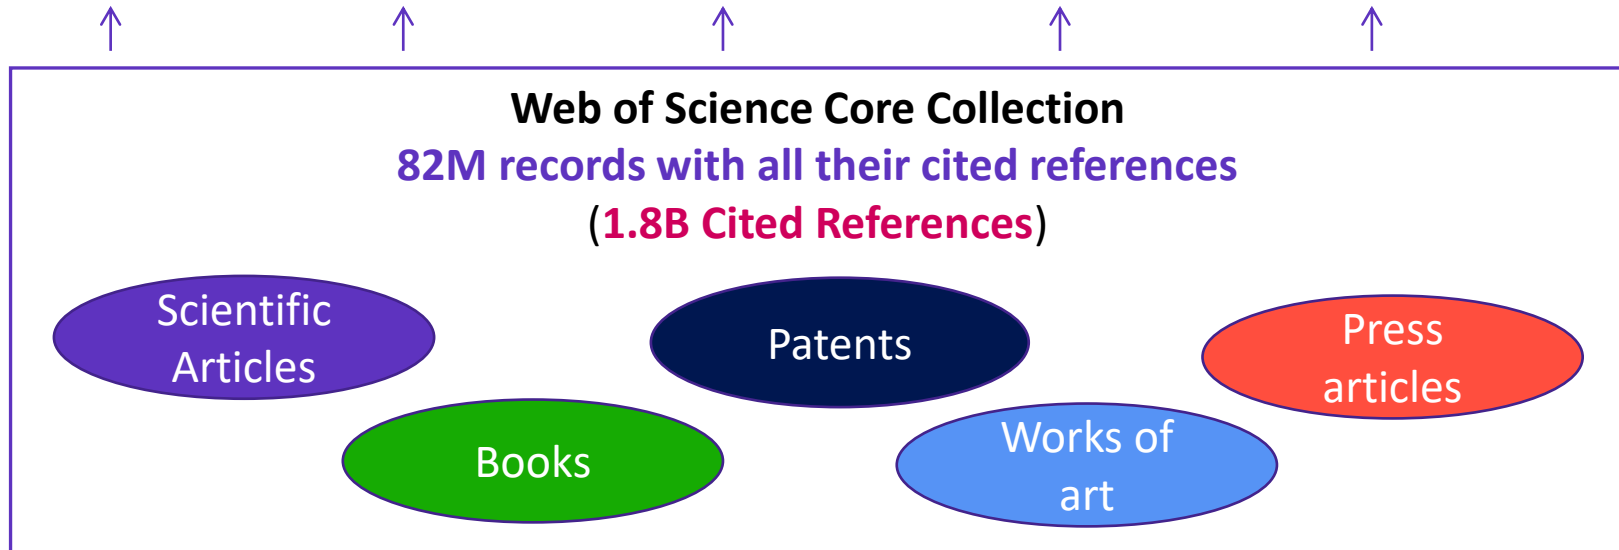 Web of Science Core Collection
82M records with all their cited references
(1.8B Cited References)
Scientific
Articles
Patents
Press
articles
Books
Works of
art